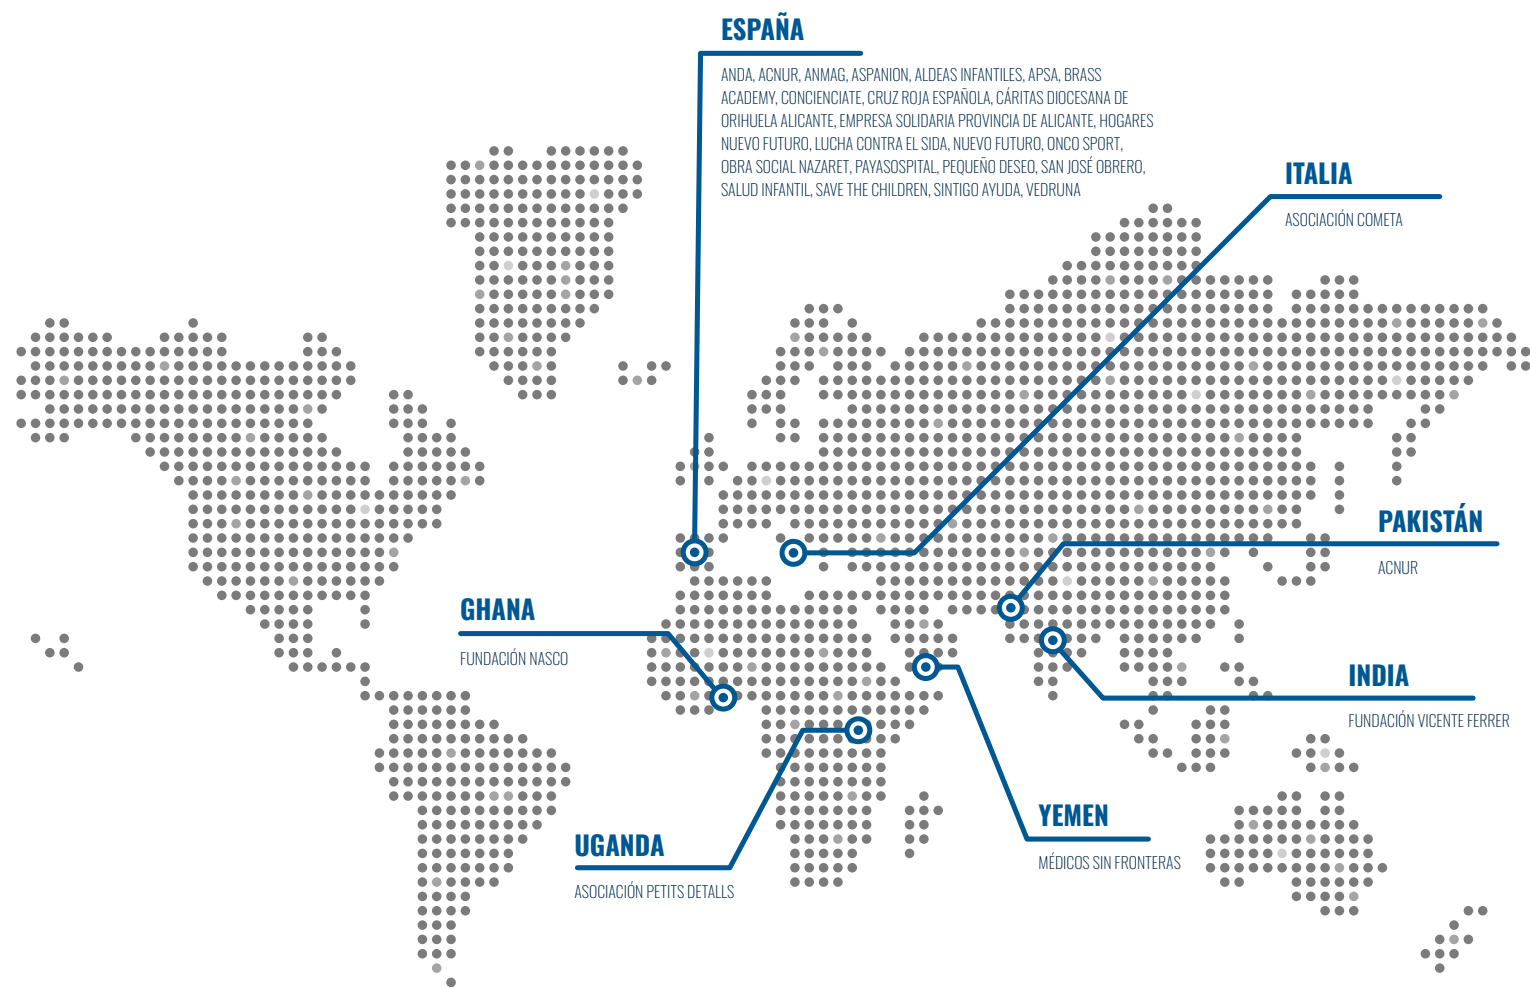 ESPAÑA
ANDA, ACNUR, ANMAG, ASPANION, ALDEAS INFANTILES, APSA, BRASS
ACADEMY, CONCIENCIATE, CRUZ ROJA ESPAÑOLA, CÁRITAS DIOCESANA DE
ORIHUELA ALICANTE, EMPRESA SOLIDARIA PROVINCIA DE ALICANTE, HOGARES
NUEVO FUTURO, LUCHA CONTRA EL SIDA, NUEVO FUTURO, ONCO SPORT,
OBRA SOCIAL NAZARET, PAYASOSPITAL, PEQUEÑO DESEO, SAN JOSÉ OBRERO,
SALUD INFANTIL, SAVE THE CHILDREN, SINTIGO AYUDA, VEDRUNA
ITALIA
ASOCIACIÓN COMETA
PAKISTÁN
ACNUR
GHANA
FUNDACIÓN NASCO
INDIA
FUNDACIÓN VICENTE FERRER
YEMEN
MÉDICOS SIN FRONTERAS
UGANDA
ASOCIACIÓN PETITS DETALLS